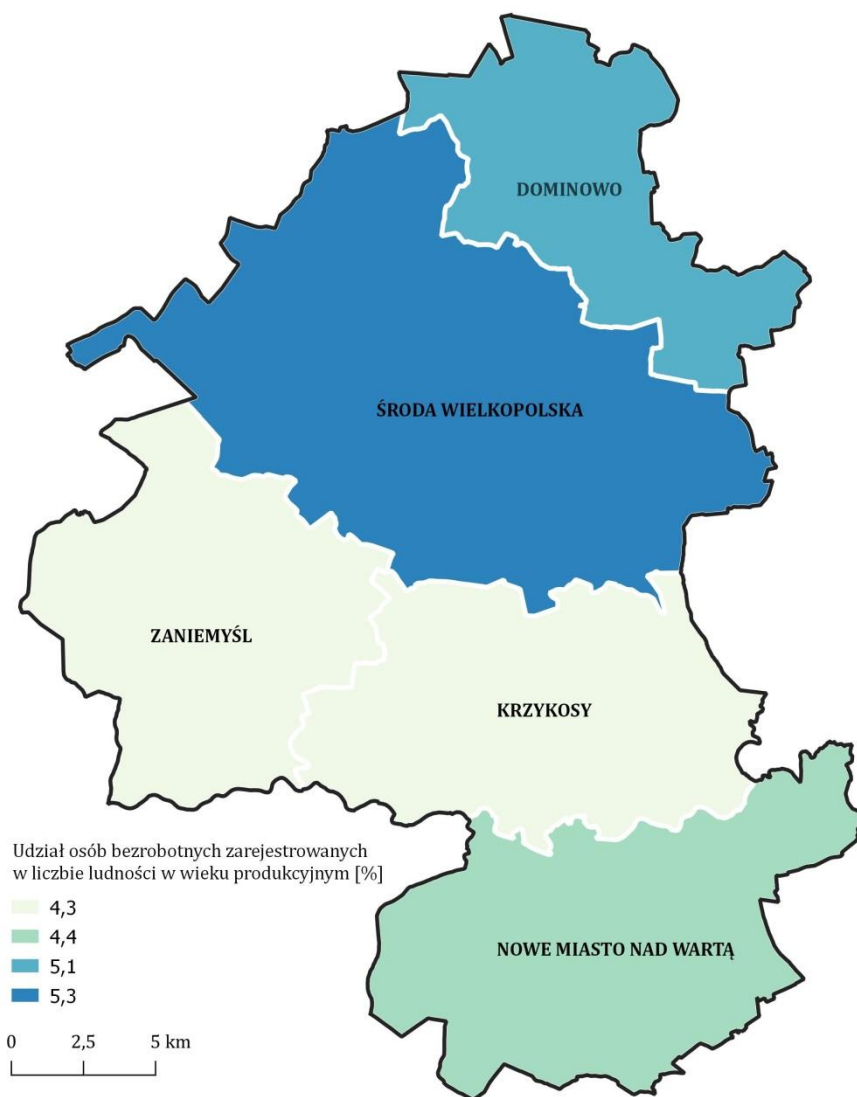 DOMINOWO
ŚRODA WIELKOPOLSKA
ZANIEMYŚL
KRZYKOSY
NOWE MIASTO NAD WARTĄ
Udział osób bezrobotnych zarejestrowanych
w liczbie ludności w wieku produkcyjnym [%]
4,3
4,4
5,1
5,3
0 2,5 5 km